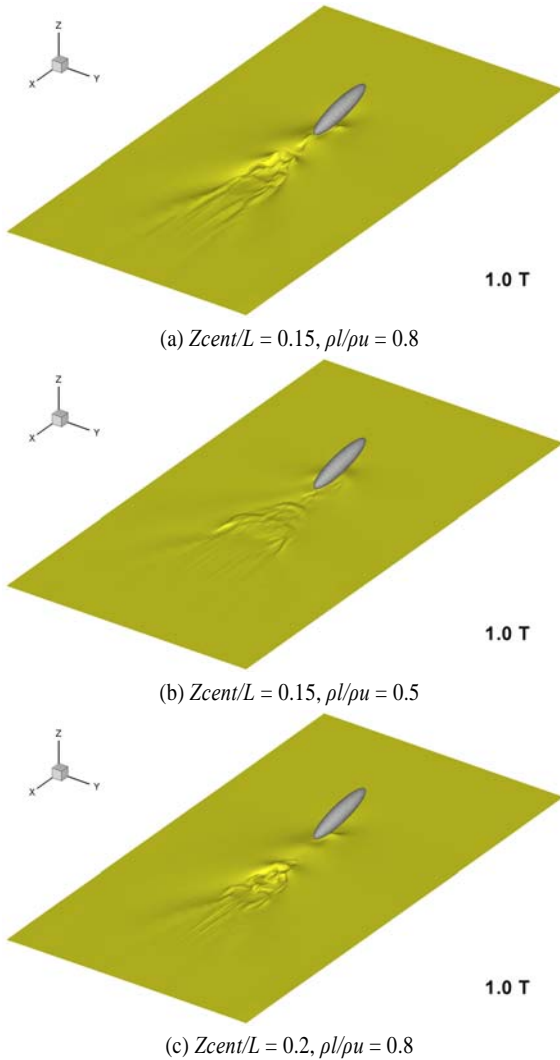 Z
X
Y
1.0 T
(a) Zcent/L = 0.15, ρl/ρu = 0.8
Z
X
Y
1.0 T
(b) Zcent/L = 0.15, ρl/ρu = 0.5
Z
X
Y
1.0 T
(c) Zcent/L = 0.2, ρl/ρu = 0.8